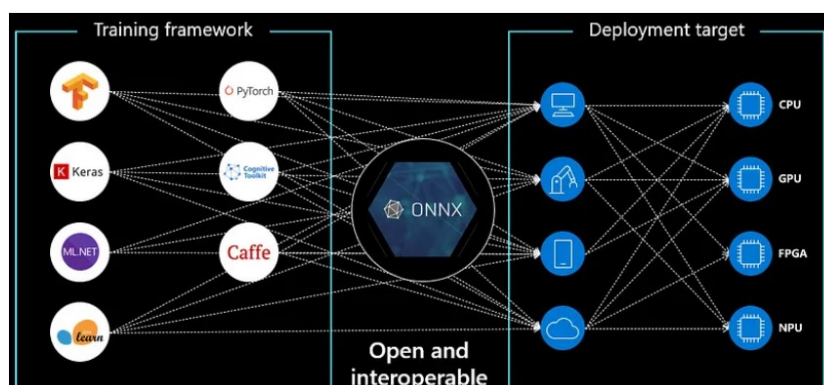 Training framework
Deployment target
PyTorch
CPU
K Keras
Cognitive
Toolkit
ONNX
GPU
ML.NET
Caffe
FPGA
learn
NPU
Open and
interoperable